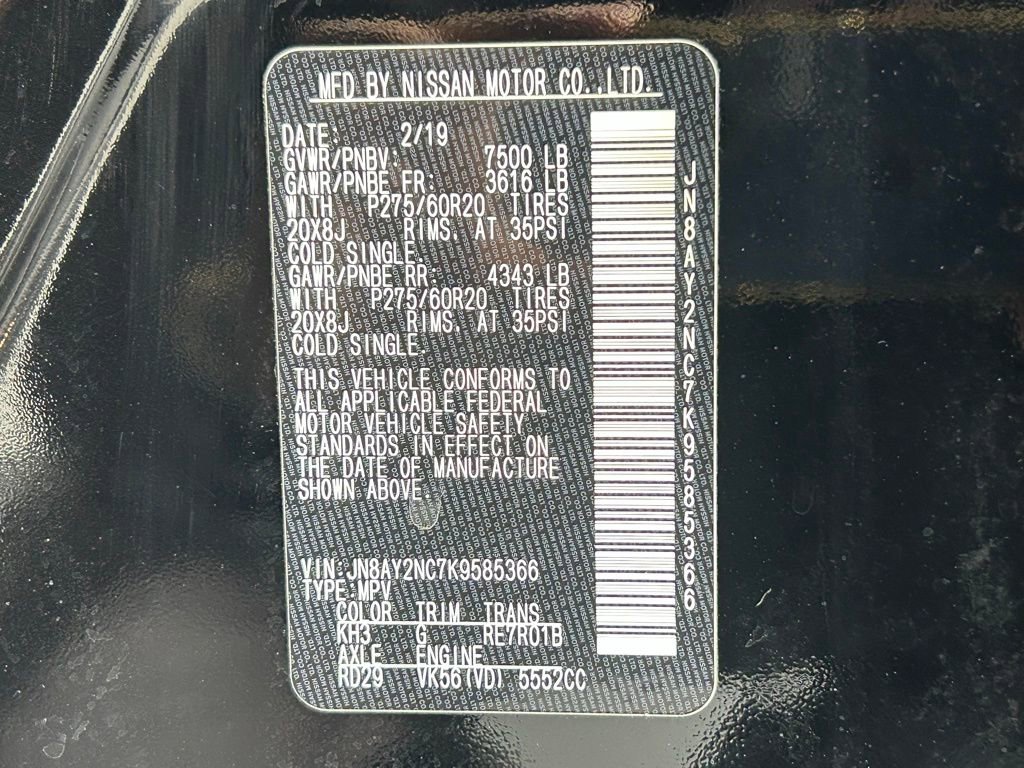 MFD BY NISSAN MOTOR CO.,LTD.
DATE: 2/19
GVWR/PNBV: 7500 LB
GAWR/PNBE FR: 3616 LB
WITH P275/60R20 TIRES
20X8J RIMS, AT 35PSI
COLD SINGLE.
GAWR/PNBE RR: 4343 LB
WITH P275/60R20 TIRES
20X8J RIMS, AT 35PSI
COLD SINGLE.
THIS VEHICLE CONFORMS TO
ALL APPLICABLE FEDERAL
MOTOR VEHICLE SAFETY
STANDARDS IN EFFECT ON
THE DATE OF MANUFACTURE
SHOWN ABOVE.
VIN:JN8AY2NC7K9585366
TYPE:MPV
COLOR TRIM TRANS
KH3 G RE7R01B
AXLE ENGINE
RD29 VK56(VD) 5552CC
JN8AY2NC7K9585366